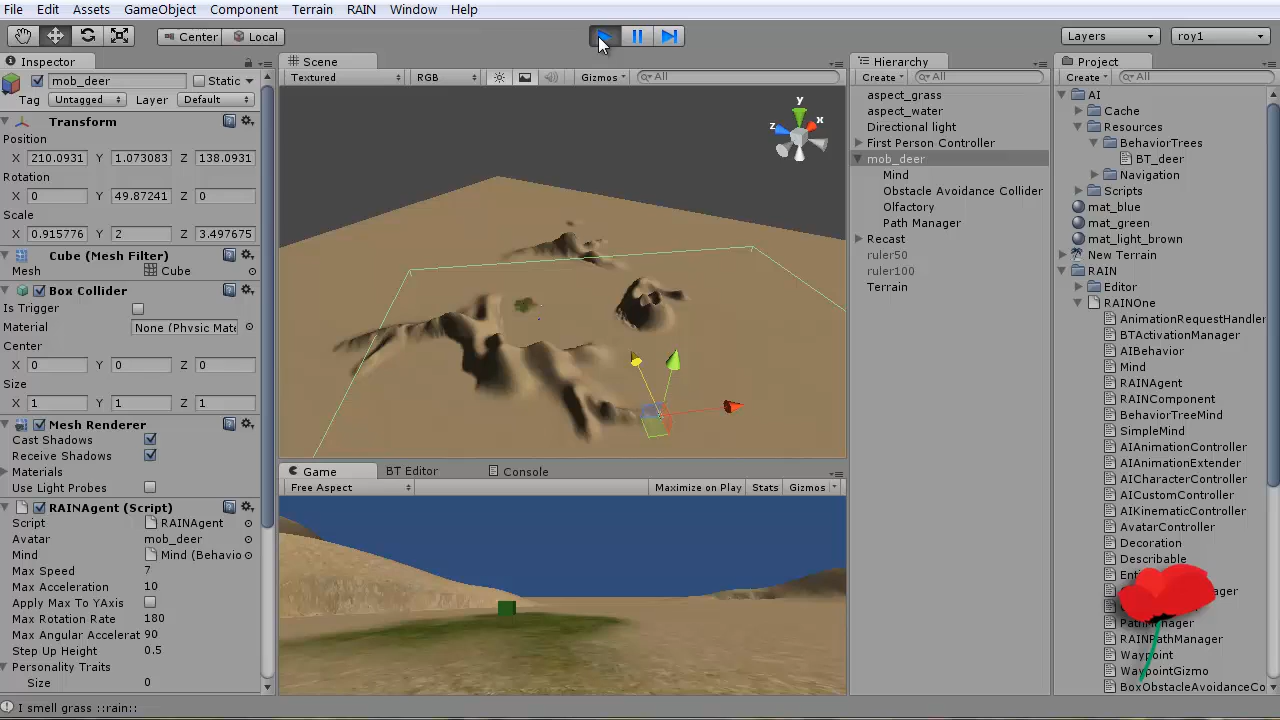 File Edit Assets GameObject Component Terrain RAIN Window Help
Center Local Layers roy1
Inspector
mob_deer Static
Tag Untagged Layer Default
Transform
Position
X 210.0931 Y 1.073083 Z 138.0931
Rotation
X 0 Y 49.87241 Z 0
Scale
X 0.915776 Y 2 Z 3.497675
Cube (Mesh Filter)
Mesh Cube
Box Collider
Is Trigger
Material None (Physic Mate
Center
X 0 Y 0 Z 0
Size
X 1 Y 1 Z 1
Mesh Renderer
Cast Shadows
Receive Shadows
Materials
Use Light Probes
RAINAgent (Script)
Script RAINAgent
Avatar mob_deer
Mind Mind (Behavio
Max Speed 7
Max Acceleration 10
Apply Max To YAxis
Max Rotation Rate 180
Max Angular Accelerat 90
Step Up Height 0.5
Personality Traits
Size 0
I smell grass ::rain::
Scene
Textured RGB Gizmos All
y
x
z
Game BT Editor Console
Free Aspect Maximize on Play Stats Gizmos
Hierarchy
Create All
aspect_grass
aspect_water
Directional light
First Person Controller
mob_deer
Mind
Obstacle Avoidance Collider
Olfactory
Path Manager
Recast
ruler50
ruler100
Terrain
Project
Create All
AI
Cache
Resources
BehaviorTrees
BT_deer
Navigation
Scripts
mat_blue
mat_green
mat_light_brown
New Terrain
RAIN
Editor
RAINOne
AnimationRequestHandler
BTActivationManager
AIBehavior
Mind
RAINAgent
RAINComponent
BehaviorTreeMind
SimpleMind
AIAnimationController
AIAnimationExtender
AICharacterController
AICustomController
AIKinematicController
AvatarController
Decoration
Describable
PathManager
RAINPathManager
Waypoint
WaypointGizmo
BoxObstacleAvoidanceCo